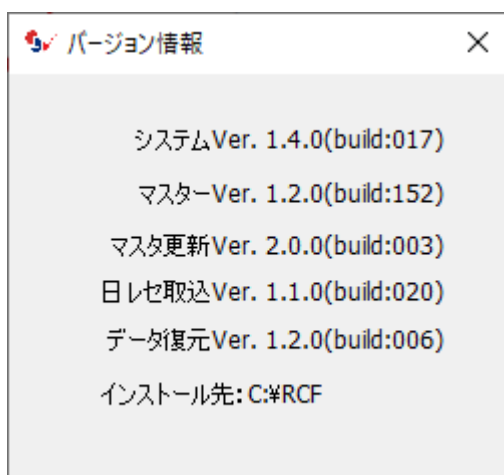 バージョン情報
システムVer. 1.4.0(build:017)
マスターVer. 1.2.0(build:152)
マスタ更新Ver. 2.0.0(build:003)
日レセ取込Ver. 1.1.0(build:020)
データ復元Ver. 1.2.0(build:006)
インストール先: C:¥RCF